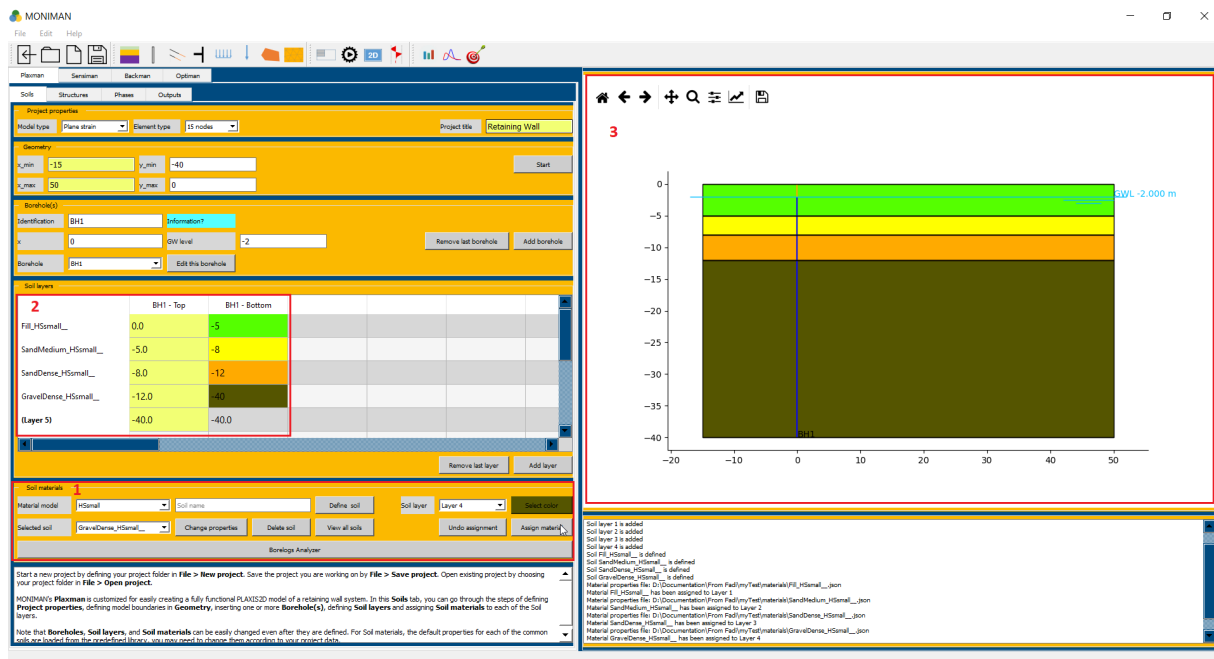 MONIMAN
File Edit Help
2D
Plaxman Sensiman Backman Optiman
Soils Structures Phases Outputs
Project properties
Model type Plane strain Element type 15 nodes Project title Retaining Wall
Geometry
x_min -15 y_min -40 Start
x_max 50 y_max 0
Borehole(s)
Identification BH1 Information?
x 0 GW level -2 Remove last borehole Add borehole
Borehole BH1 Edit this borehole
Soil layers
2 BH1 - Top BH1 - Bottom
Fill_HSsmall__ 0.0 -5
SandMedium_HSsmall__ -5.0 -8
SandDense_HSsmall__ -8.0 -12
GravelDense_HSsmall__ -12.0 -40
(Layer 5) -40.0 -40.0
Remove last layer Add layer
Soil materials
1
Material model HSsmall Soil name Define soil Soil layer Layer 4 Select color
Selected soil GravelDense_HSsmall__ Change properties Delete soil View all soils Undo assignment Assign material
Borelogs Analyzer
Start a new project by defining your project folder in File > New project. Save the project you are working on by File > Save project. Open existing project by choosing
your project folder in File > Open project.
MONIMAN's Plaxman is customized for easily creating a fully functional PLAXIS2D model of a retaining wall system. In this Soils Tab, you can go through the steps of defining
Project properties, defining model boundaries in Geometry, inserting one or more Borehole(s), defining Soil layers and assigning Soil materials to each of the Soil
layers.
Note that Boreholes, Soil layers, and Soil materials can be easily changed even after they are defined. For Soil materials, the default properties for each of the common
soils are loaded from the predefined library, you may need to change them according to your project data.
3
0
GWL -2.000 m
−5
−10
−15
−20
−25
−30
−35
−40
BH1
−20 −10 0 10 20 30 40 50
Soil layer 1 is added
Soil layer 2 is added
Soil layer 3 is added
Soil layer 4 is added
Soil Fill_HSmall__ is defined
Soil SandMedium_HSmall__ is defined
Soil SandDense_HSmall__ is defined
Soil GravelDense_HSmall__ is defined
Material properties file: D:\Documentation\From Fadi\myTest\materials\Fill_HSmall__.json
Material Fill_HSmall__ has been assigned to Layer 1
Material properties file: D:\Documentation\From Fadi\myTest\materials\SandMedium_HSmall__.json
Material SandMedium_HSmall__ has been assigned to Layer 2
Material properties file: D:\Documentation\From Fadi\myTest\materials\SandDense_HSmall__.json
Material SandDense_HSmall__ has been assigned to Layer 3
Material properties file: D:\Documentation\From Fadi\myTest\materials\GravelDense_HSmall__.json
Material GravelDense_HSmall__ has been assigned to Layer 4